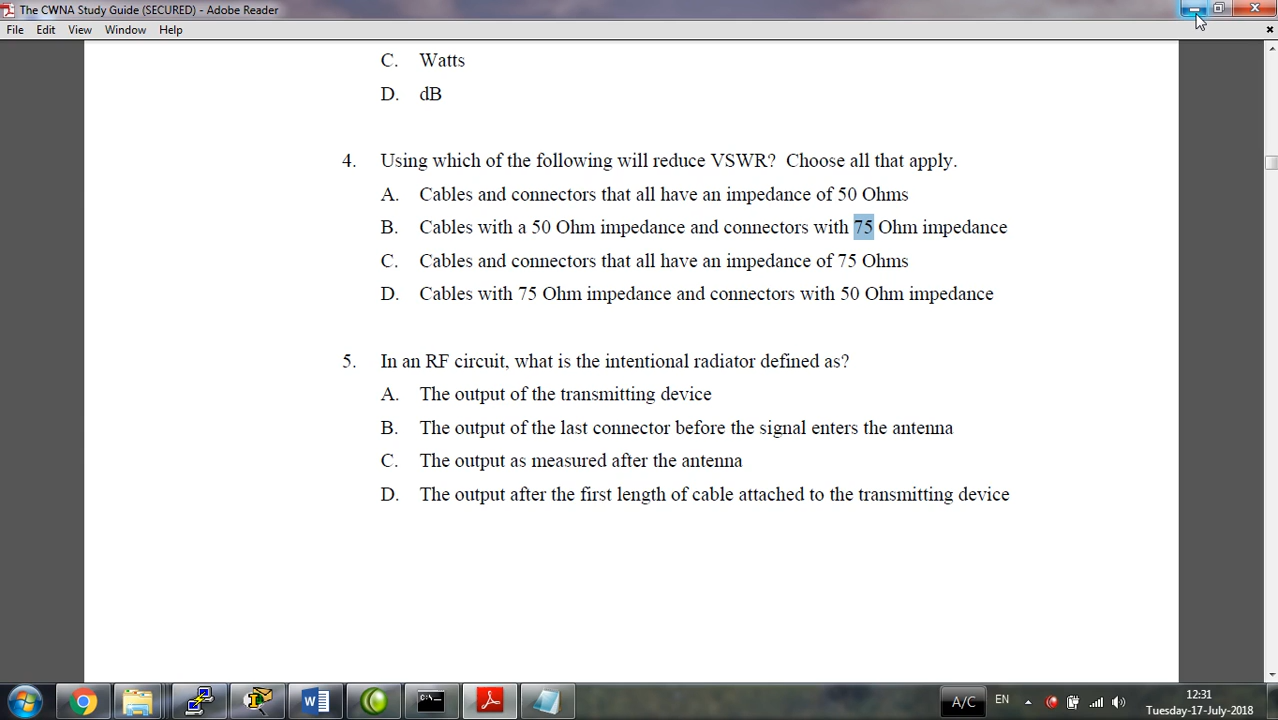 The CWNA Study Guide (SECURED) - Adobe Reader
File Edit View Window Help
C. Watts
D. dB
4. Using which of the following will reduce VSWR? Choose all that apply.
A. Cables and connectors that all have an impedance of 50 Ohms
B. Cables with a 50 Ohm impedance and connectors with 75 Ohm impedance
C. Cables and connectors that all have an impedance of 75 Ohms
D. Cables with 75 Ohm impedance and connectors with 50 Ohm impedance
5. In an RF circuit, what is the intentional radiator defined as?
A. The output of the transmitting device
B. The output of the last connector before the signal enters the antenna
C. The output as measured after the antenna
D. The output after the first length of cable attached to the transmitting device
A/C EN 12:31
Tuesday-17-July-2018